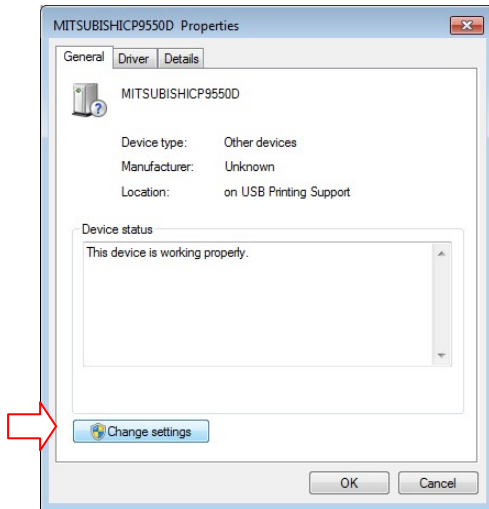 MITSUBISHICP9550D Properties
General Driver Details
MITSUBISHICP9550D
Device type: Other devices
Manufacturer: Unknown
Location: on USB Printing Support
Device status
This device is working properly.
Change settings
OK Cancel